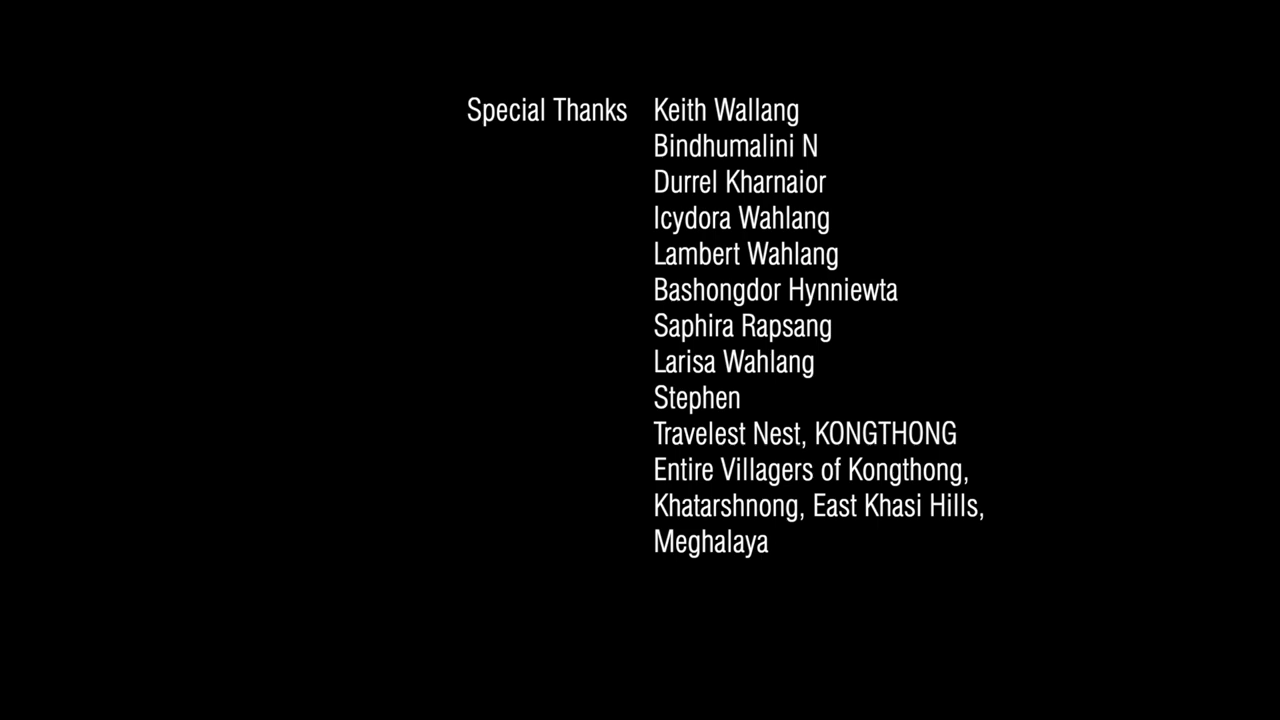 Special Thanks Keith Wallang
Bindhumalini N
Durrel Kharnaior
Icydora Wahlang
Lambert Wahlang
Bashongdor Hynniewta
Saphira Rapsang
Larisa Wahlang
Stephen
Travelest Nest, KONGTHONG
Entire Villagers of Kongthong,
Khatarshnong, East Khasi Hills,
Meghalaya